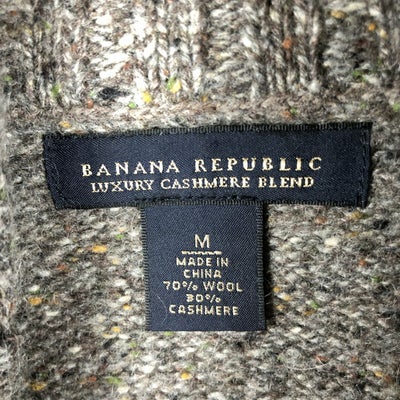 BANANA REPUBLIC
LUXURY CASHMERE BLEND
M
MADE IN
CHINA
70% WOOL
30%
CASHMERE